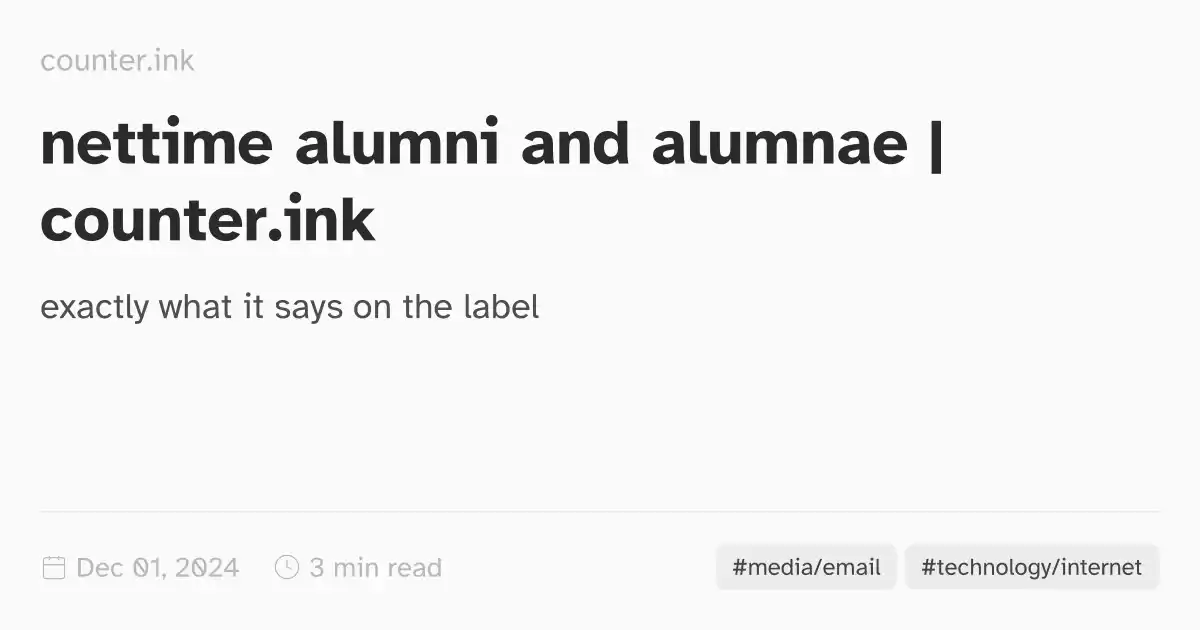 counter.ink
nettime alumni and alumnae |
counter.ink
exactly what it says on the label
Dec 01, 2024
3 min read
#media/email
#technology/internet